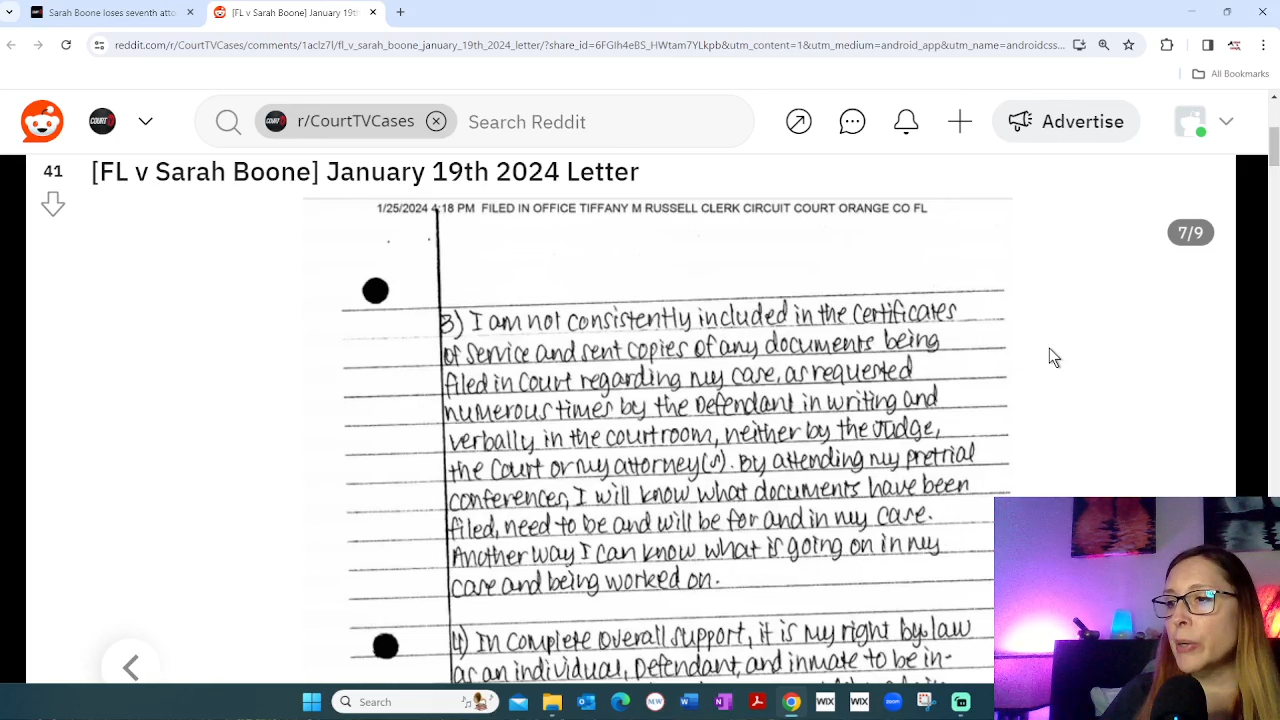 Sarah Boone loses seventh atto
[FL v Sarah Boone] January 19th
reddit.com/r/CourtTVCases/comments/1aclz7l/fl_v_sarah_boone_january_19th_2024_letter/?share_id=6FGIh4eBS_HWtam7YLkpb&utm_content=1&utm_medium=android_app&utm_name=androidcss...
All Bookmarks
r/CourtTVCases
Search Reddit
Advertise
41
[FL v Sarah Boone] January 19th 2024 Letter
1/25/2024 4:18 PM FILED IN OFFICE TIFFANY M RUSSELL CLERK CIRCUIT COURT ORANGE CO FL
7/9
3) I am not consistently included in the certificates
of service and sent copies of any documents being
filed in court regarding my case, as requested
numerous times by the Defendant in writing and
verbally in the courtroom, neither by the Judge,
the Court or my attorney(s). By attending my pretrial
conferences I will know what documents have been
filed, need to be and will be for and in my case.
Another way I can know what is going on in my
case and being worked on.
4) In complete overall support, it is my right by law
as an individual, Defendant, and inmate to be in-
Search